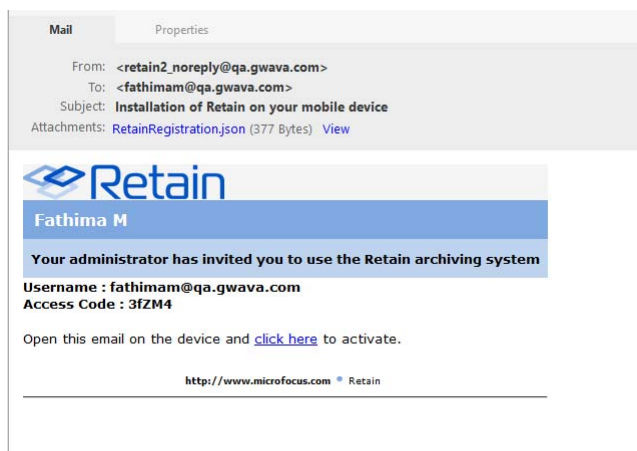 Mail Properties
From: <retain2_noreply@qa.gwava.com>
To: <fathimam@qa.gwava.com>
Subject: Installation of Retain on your mobile device
Attachments: RetainRegistration.json (377 Bytes) View
Retain
Fathima M
Your administrator has invited you to use the Retain archiving system
Username : fathimam@qa.gwava.com
Access Code : 3fZM4
Open this email on the device and click here to activate.
http://www.microfocus.com • Retain